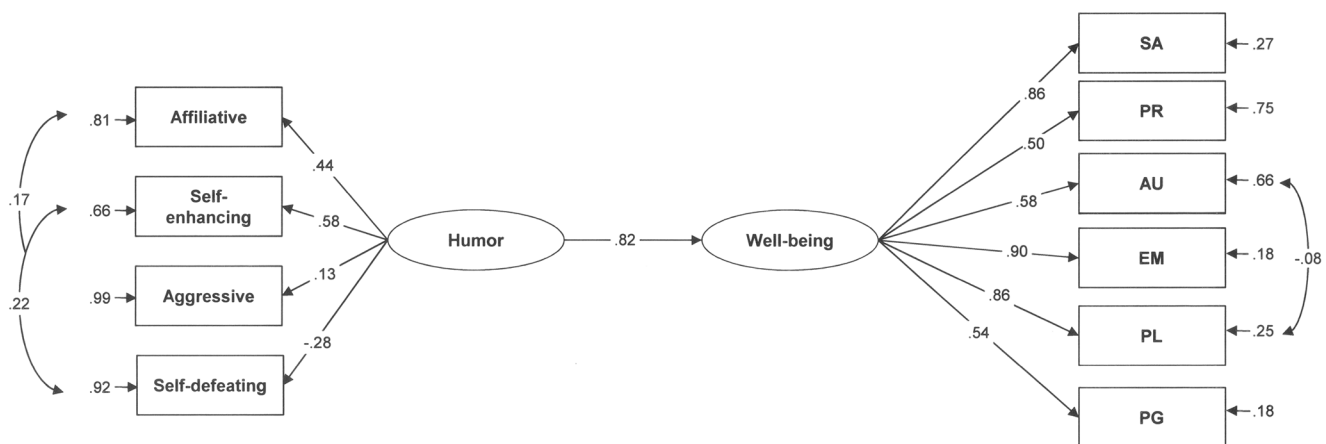 .17
.22
.81
Affiliative
.66
Self-
enhancing
.99
Aggressive
.92
Self-defeating
.44
.58
.13
-.28
Humor
.82
Well-being
.86
.50
.58
.90
.86
.54
SA
.27
PR
.75
AU
.66
EM
.18
PL
.25
PG
.18
-.08